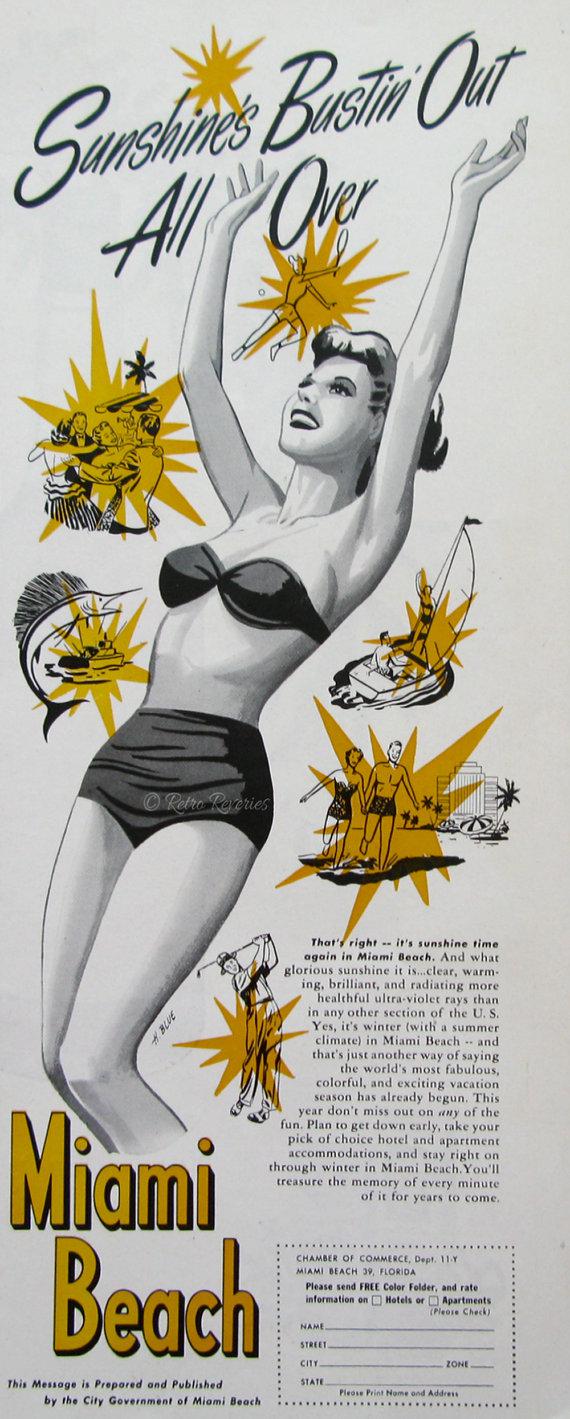 Sunshine's Bustin' Out
All Over
© Retro Reveries
H. BLUE
That's right -- it's sunshine time
again in Miami Beach. And what
glorious sunshine it is...clear, warm-
ing, brilliant, and radiating more
healthful ultra-violet rays than
in any other section of the U. S.
Yes, it's winter (with a summer
climate) in Miami Beach -- and
that's just another way of saying
the world's most fabulous,
colorful, and exciting vacation
season has already begun. This
year don't miss out on any of the
fun. Plan to get down early, take your
pick of choice hotel and apartment
accommodations, and stay right on
through winter in Miami Beach.You'll
treasure the memory of every minute
of it for years to come.
Miami
Beach
This Message is Prepared and Published
by the City Government of Miami Beach
CHAMBER OF COMMERCE, Dept. 11-Y
MIAMI BEACH 39, FLORIDA
Please send FREE Color Folder, and rate
information on □ Hotels or □ Apartments
(Please Check)
NAME
STREET
CITY ZONE
STATE
Please Print Name and Address